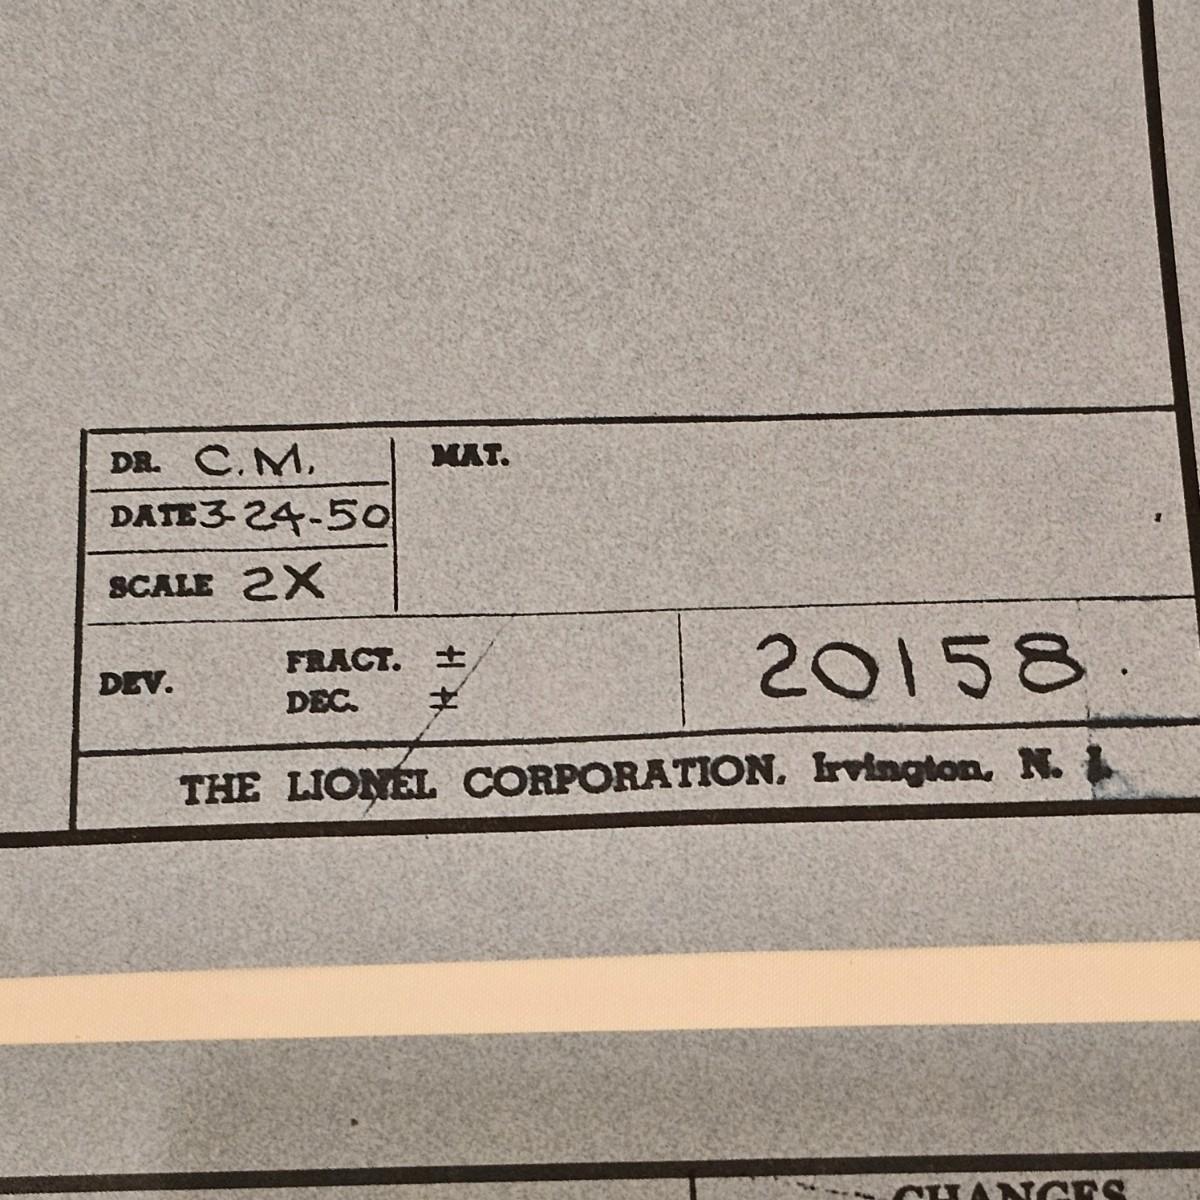 DR. C.M.
MAT.
DATE 3-24-50
SCALE 2X
DEV.
FRACT. ±
DEC. ±
20158
THE LIONEL CORPORATION, Irvington, N. J.
CHANGES